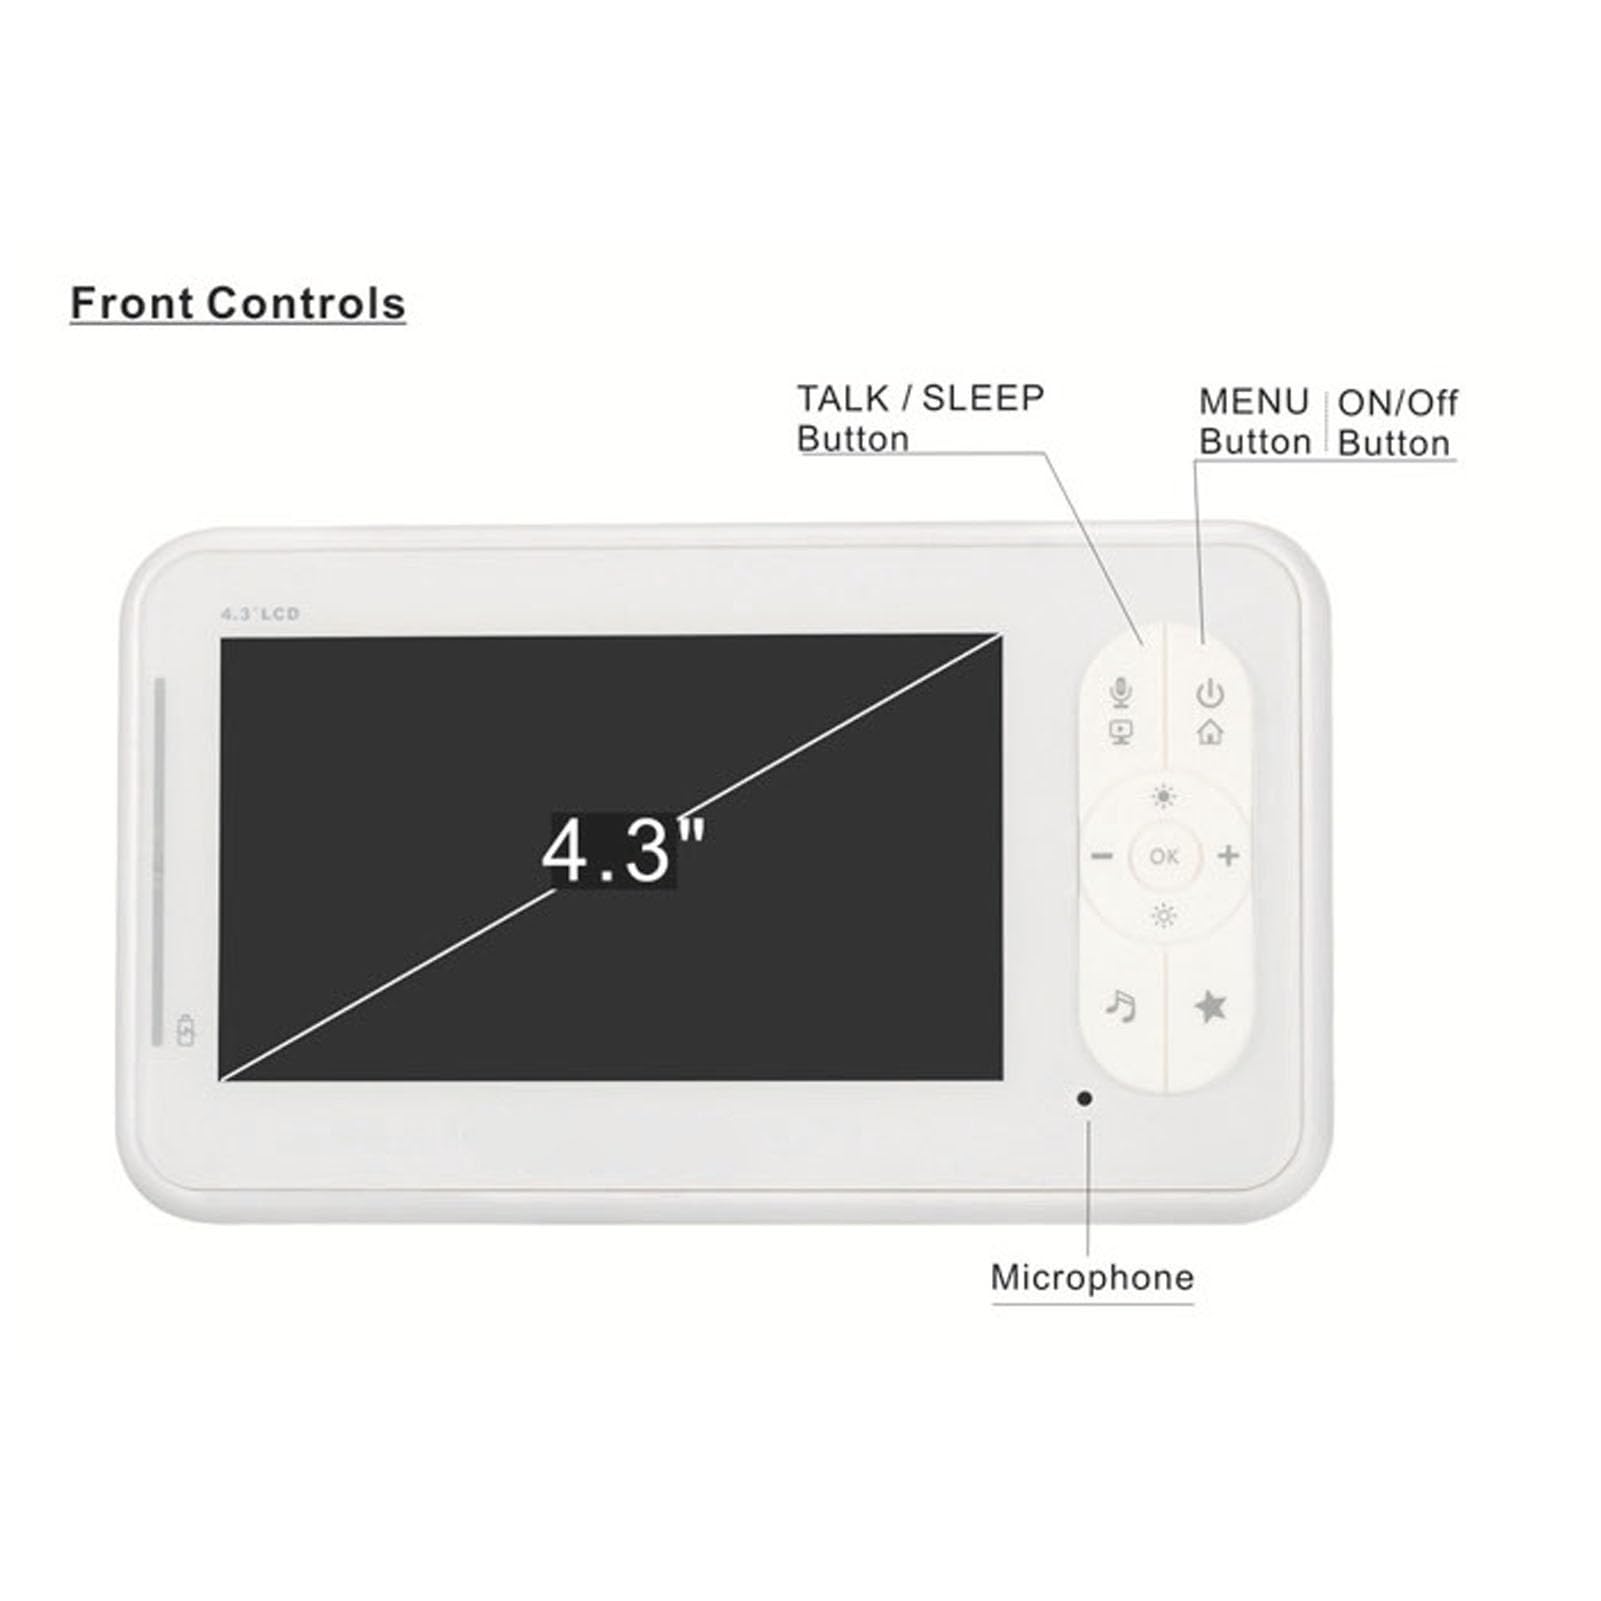 Front Controls
TALK / SLEEP
Button
MENU ON/Off
Button Button
4.3"LCD
4.3"
OK
Microphone